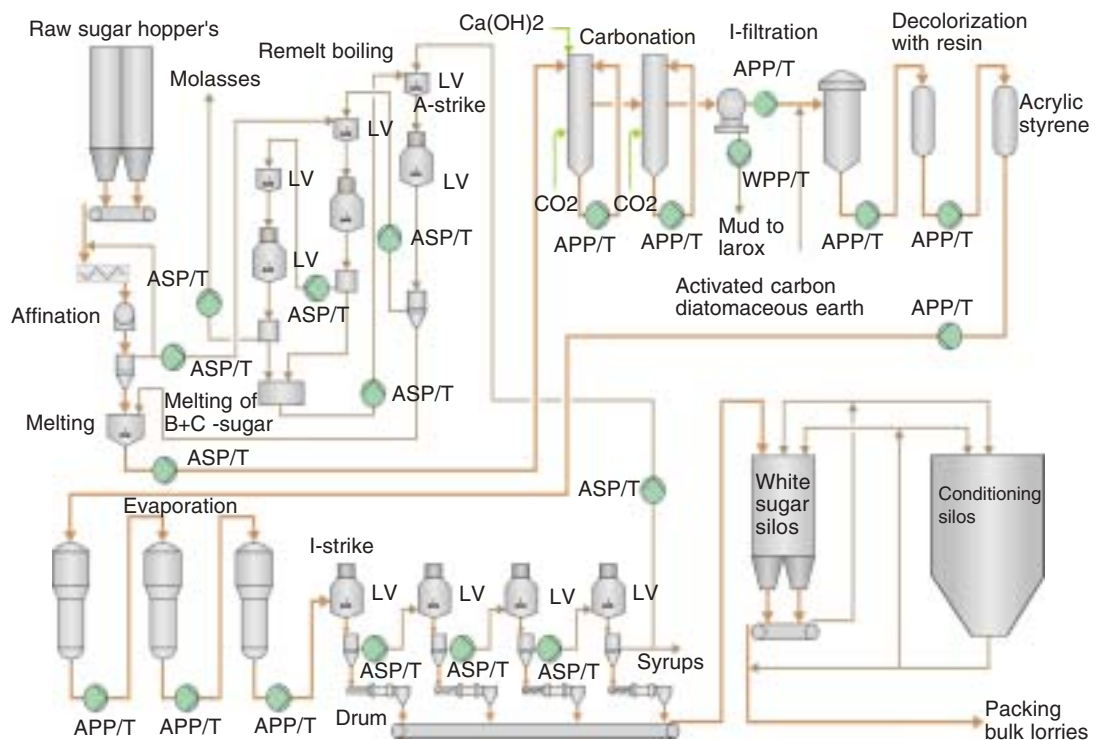 Raw sugar hopper's
Remelt boiling
Molasses
LV
A-strike
LV
LV
LV
LV
ASP/T
ASP/T
ASP/T
Affination
ASP/T
ASP/T
Melting of
B+C -sugar
Melting
ASP/T
Ca(OH)2
Carbonation
I-filtration
APP/T
Decolorization
with resin
Acrylic
styrene
CO2
CO2
WPP/T
APP/T
APP/T
Mud to
larox
APP/T
APP/T
Activated carbon
diatomaceous earth
APP/T
ASP/T
Evaporation
I-strike
LV
LV
LV
LV
APP/T
APP/T
APP/T
ASP/T
ASP/T
ASP/T
Syrups
Drum
White
sugar
silos
Conditioning
silos
Packing
bulk lorries